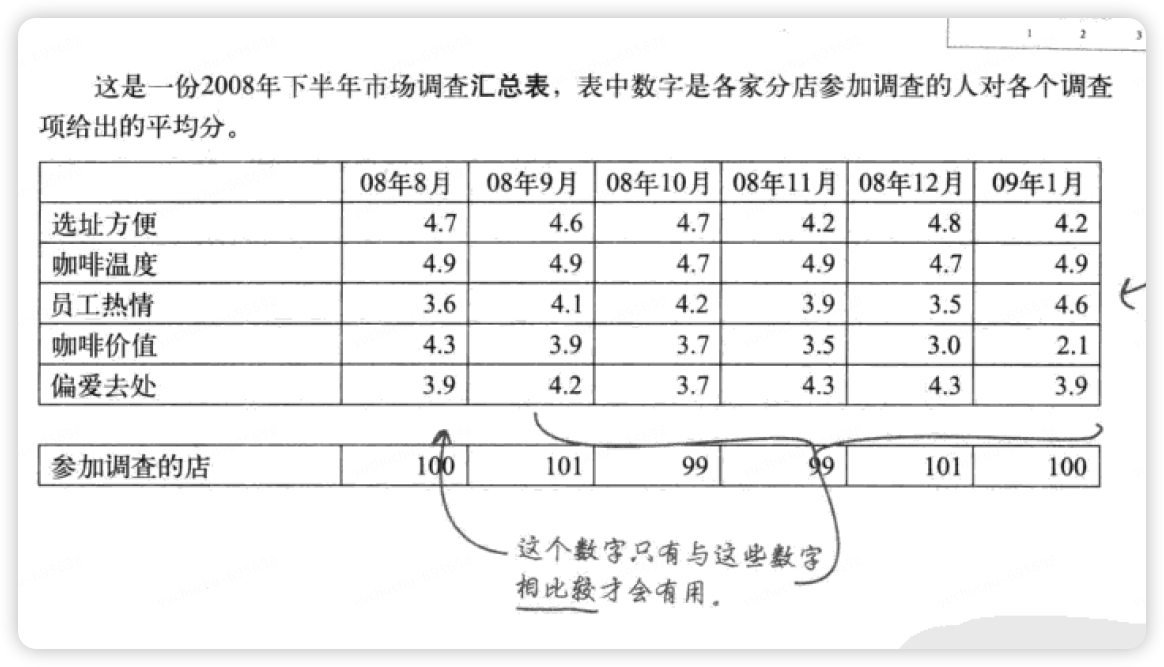 1 2 3
这是一份2008年下半年市场调查汇总表，表中数字是各家分店参加调查的人对各个调查
项给出的平均分。
08年8月 08年9月 08年10月 08年11月 08年12月 09年1月
选址方便 4.7 4.6 4.7 4.2 4.8 4.2
咖啡温度 4.9 4.9 4.7 4.9 4.7 4.9
员工热情 3.6 4.1 4.2 3.9 3.5 4.6
咖啡价值 4.3 3.9 3.7 3.5 3.0 2.1
偏爱去处 3.9 4.2 3.7 4.3 4.3 3.9
参加调查的店 100 101 99 99 101 100
这个数字只有与这些数字
相比较才会有用。